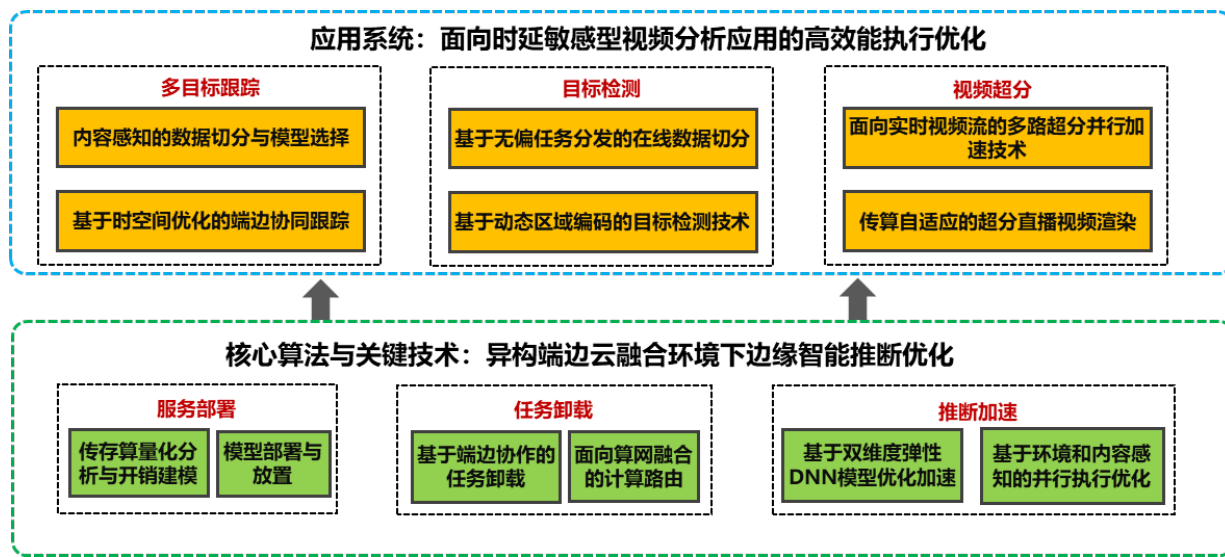 应用系统：面向时延敏感型视频分析应用的高效能执行优化
多目标跟踪
内容感知的数据切分与模型选择
基于时空间优化的端边协同跟踪
目标检测
基于无偏任务分发的在线数据切分
基于动态区域编码的目标检测技术
视频超分
面向实时视频流的多路超分并行加
速技术
传算自适应的超分直播视频渲染
核心算法与关键技术：异构端边云融合环境下边缘智能推断优化
服务部署
传存算量化分
析与开销建模
模型部署与
放置
任务卸载
基于端边协作的
任务卸载
面向算网融合
的计算路由
推断加速
基于双维度弹性
DNN模型优化加速
基于环境和内容感
知的并行执行优化